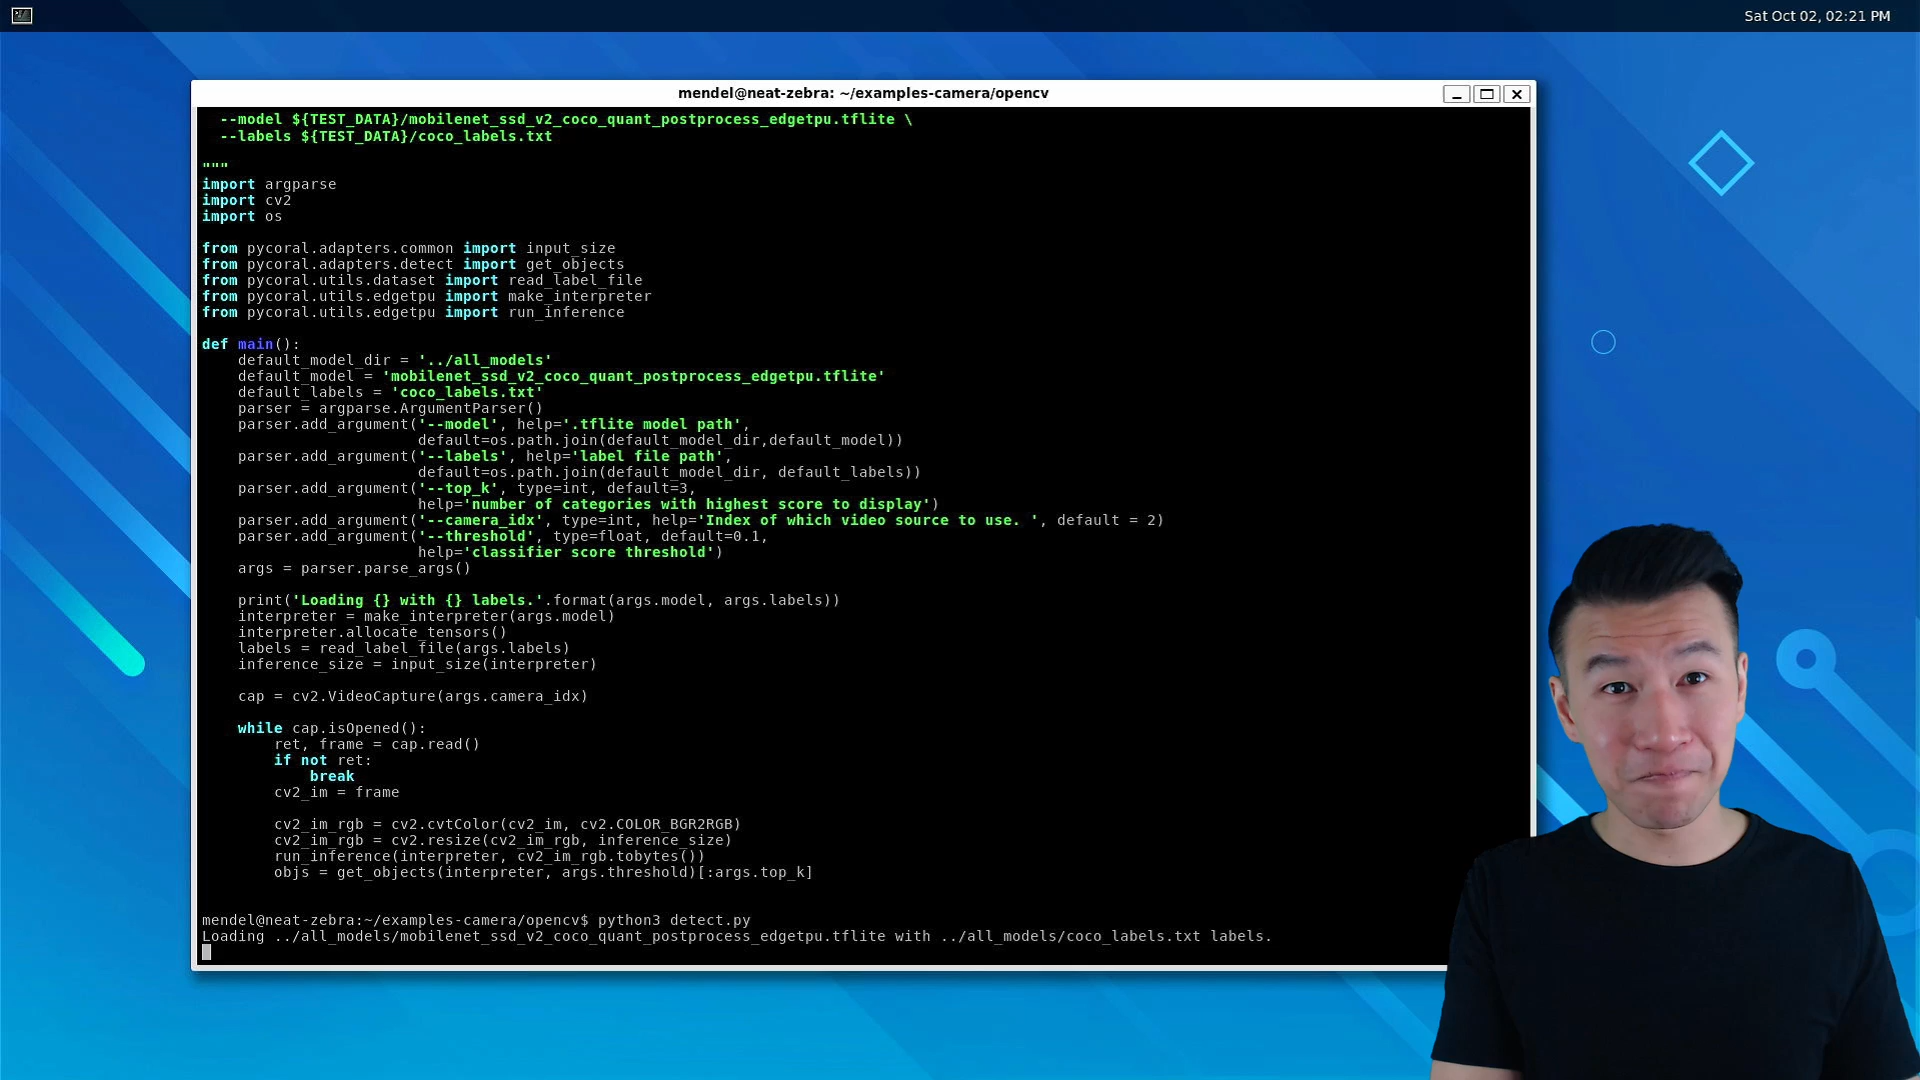 Sat Oct 02, 02:21 PM
mendel@neat-zebra: ~/examples-camera/opencv
--model ${TEST_DATA}/mobilenet_ssd_v2_coco_quant_postprocess_edgetpu.tflite \
--labels ${TEST_DATA}/coco_labels.txt
"""
import argparse
import cv2
import os
from pycoral.adapters.common import input_size
from pycoral.adapters.detect import get_objects
from pycoral.utils.dataset import read_label_file
from pycoral.utils.edgetpu import make_interpreter
from pycoral.utils.edgetpu import run_inference
def main():
default_model_dir = '../all_models'
default_model = 'mobilenet_ssd_v2_coco_quant_postprocess_edgetpu.tflite'
default_labels = 'coco_labels.txt'
parser = argparse.ArgumentParser()
parser.add_argument('--model', help='.tflite model path',
default=os.path.join(default_model_dir,default_model))
parser.add_argument('--labels', help='label file path',
default=os.path.join(default_model_dir, default_labels))
parser.add_argument('--top_k', type=int, default=3,
help='number of categories with highest score to display')
parser.add_argument('--camera_idx', type=int, help='Index of which video source to use. ', default = 2)
parser.add_argument('--threshold', type=float, default=0.1,
help='classifier score threshold')
args = parser.parse_args()
print('Loading {} with {} labels.'.format(args.model, args.labels))
interpreter = make_interpreter(args.model)
interpreter.allocate_tensors()
labels = read_label_file(args.labels)
inference_size = input_size(interpreter)
cap = cv2.VideoCapture(args.camera_idx)
while cap.isOpened():
ret, frame = cap.read()
if not ret:
break
cv2_im = frame
cv2_im_rgb = cv2.cvtColor(cv2_im, cv2.COLOR_BGR2RGB)
cv2_im_rgb = cv2.resize(cv2_im_rgb, inference_size)
run_inference(interpreter, cv2_im_rgb.tobytes())
objs = get_objects(interpreter, args.threshold)[:args.top_k]
mendel@neat-zebra:~/examples-camera/opencv$ python3 detect.py
Loading ../all_models/mobilenet_ssd_v2_coco_quant_postprocess_edgetpu.tflite with ../all_models/coco_labels.txt labels.